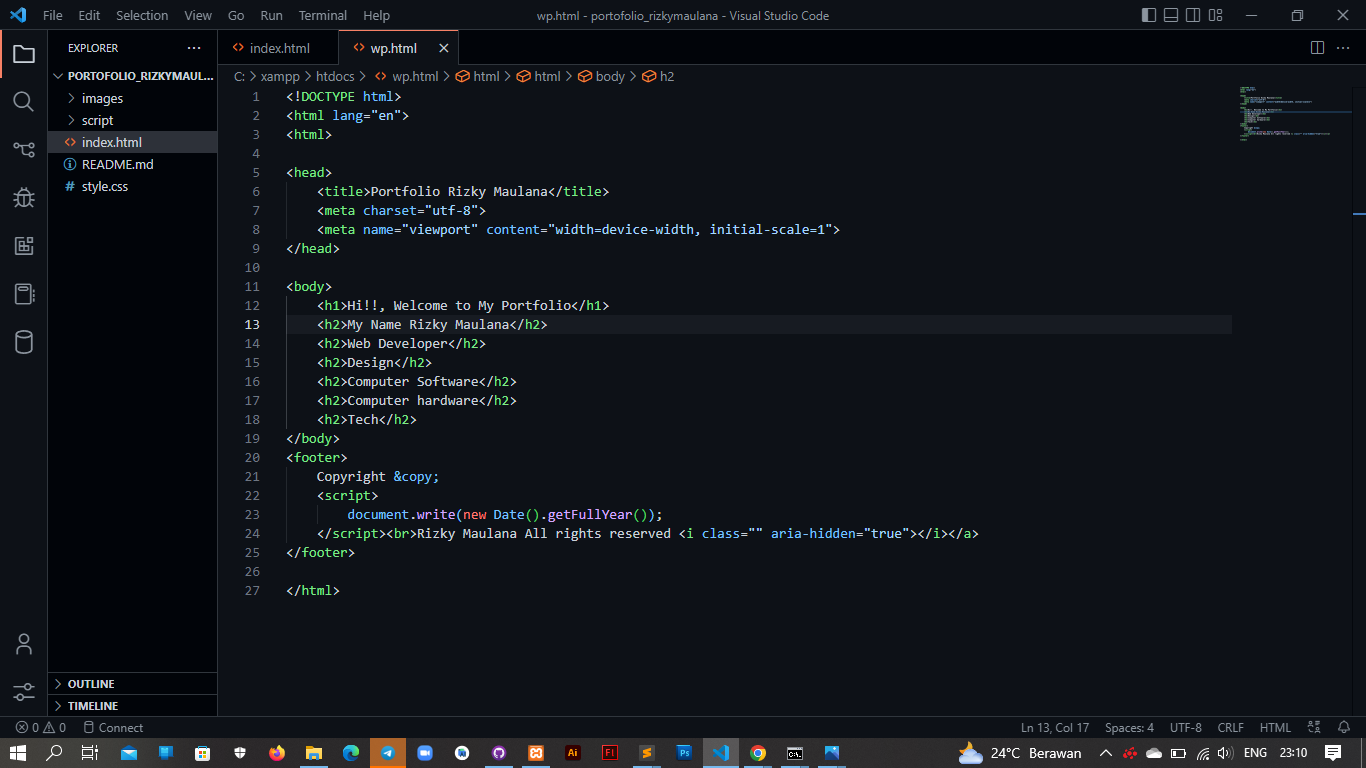 File Edit Selection View Go Run Terminal Help
wp.html - portofolio_rizkymaulana - Visual Studio Code
EXPLORER
PORTOFOLIO_RIZKYMAUL...
images
script
index.html
README.md
style.css
OUTLINE
TIMELINE
index.html
wp.html
C: > xampp > htdocs > wp.html > html > html > body > h2
1 <!DOCTYPE html>
2 <html lang="en">
3 <html>
4
5 <head>
6 <title>Portfolio Rizky Maulana</title>
7 <meta charset="utf-8">
8 <meta name="viewport" content="width=device-width, initial-scale=1">
9 </head>
10
11 <body>
12 <h1>Hi!!, Welcome to My Portfolio</h1>
13 <h2>My Name Rizky Maulana</h2>
14 <h2>Web Developer</h2>
15 <h2>Design</h2>
16 <h2>Computer Software</h2>
17 <h2>Computer hardware</h2>
18 <h2>Tech</h2>
19 </body>
20 <footer>
21 Copyright &copy;
22 <script>
23 document.write(new Date().getFullYear());
24 </script><br>Rizky Maulana All rights reserved <i class="" aria-hidden="true"></i></a>
25 </footer>
26
27 </html>
0 0 Connect
Ln 13, Col 17 Spaces: 4 UTF-8 CRLF HTML
Ai Fl Ps
24°C Berawan
ENG 23:10